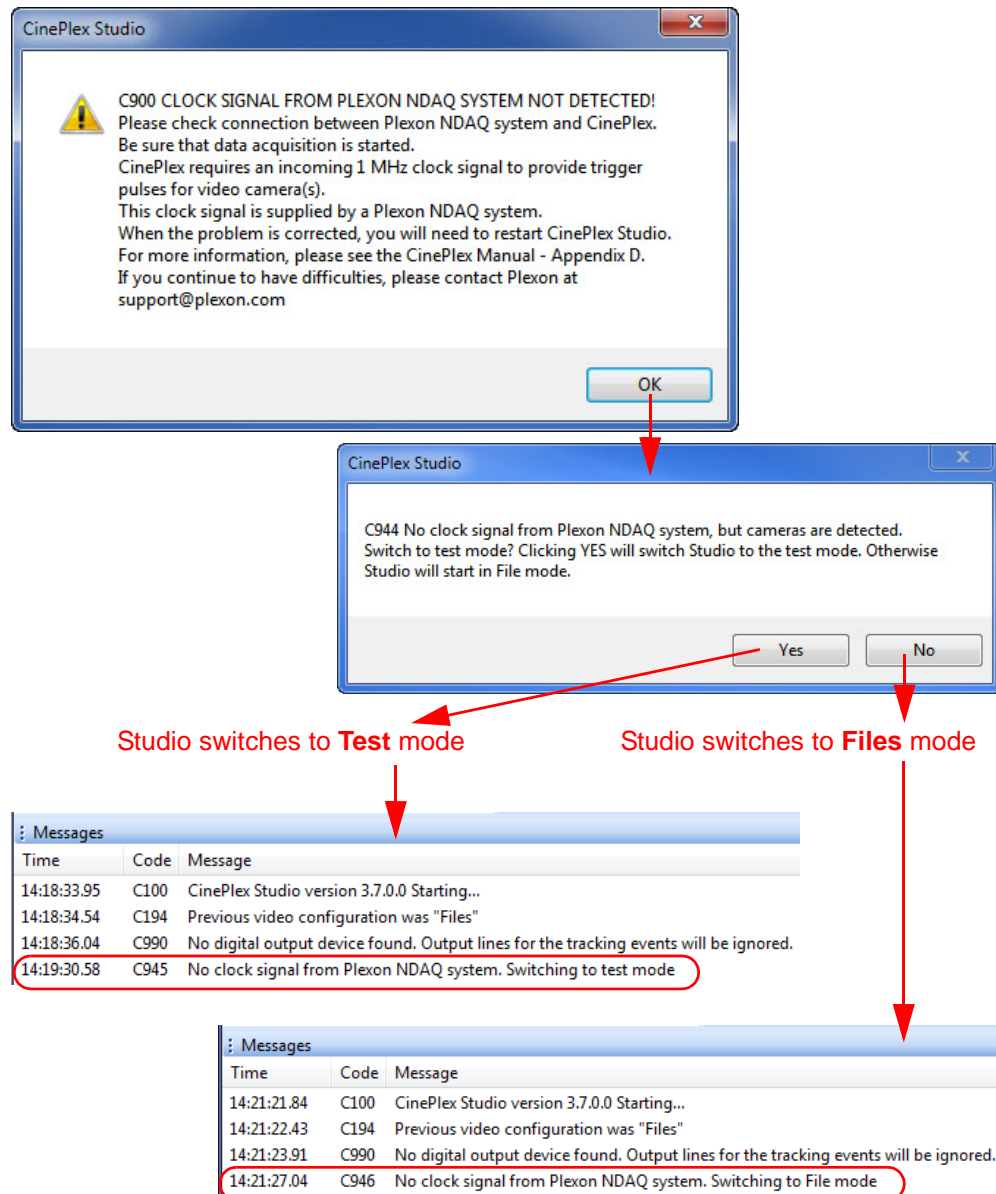 CinePlex Studio
C900 CLOCK SIGNAL FROM PLEXON NDAQ SYSTEM NOT DETECTED!
Please check connection between Plexon NDAQ system and CinePlex.
Be sure that data acquisition is started.
CinePlex requires an incoming 1 MHz clock signal to provide trigger
pulses for video camera(s).
This clock signal is supplied by a Plexon NDAQ system.
When the problem is corrected, you will need to restart CinePlex Studio.
For more information, please see the CinePlex Manual - Appendix D.
If you continue to have difficulties, please contact Plexon at
support@plexon.com
OK
CinePlex Studio
C944 No clock signal from Plexon NDAQ system, but cameras are detected.
Switch to test mode? Clicking YES will switch Studio to the test mode. Otherwise
Studio will start in File mode.
Yes No
Studio switches to Test mode
Studio switches to Files mode
Messages
Time Code Message
14:18:33.95 C100 CinePlex Studio version 3.7.0.0 Starting...
14:18:34.54 C194 Previous video configuration was "Files"
14:18:36.04 C990 No digital output device found. Output lines for the tracking events will be ignored.
14:19:30.58 C945 No clock signal from Plexon NDAQ system. Switching to test mode
Messages
Time Code Message
14:21:21.84 C100 CinePlex Studio version 3.7.0.0 Starting...
14:21:22.43 C194 Previous video configuration was "Files"
14:21:23.91 C990 No digital output device found. Output lines for the tracking events will be ignored.
14:21:27.04 C946 No clock signal from Plexon NDAQ system. Switching to File mode